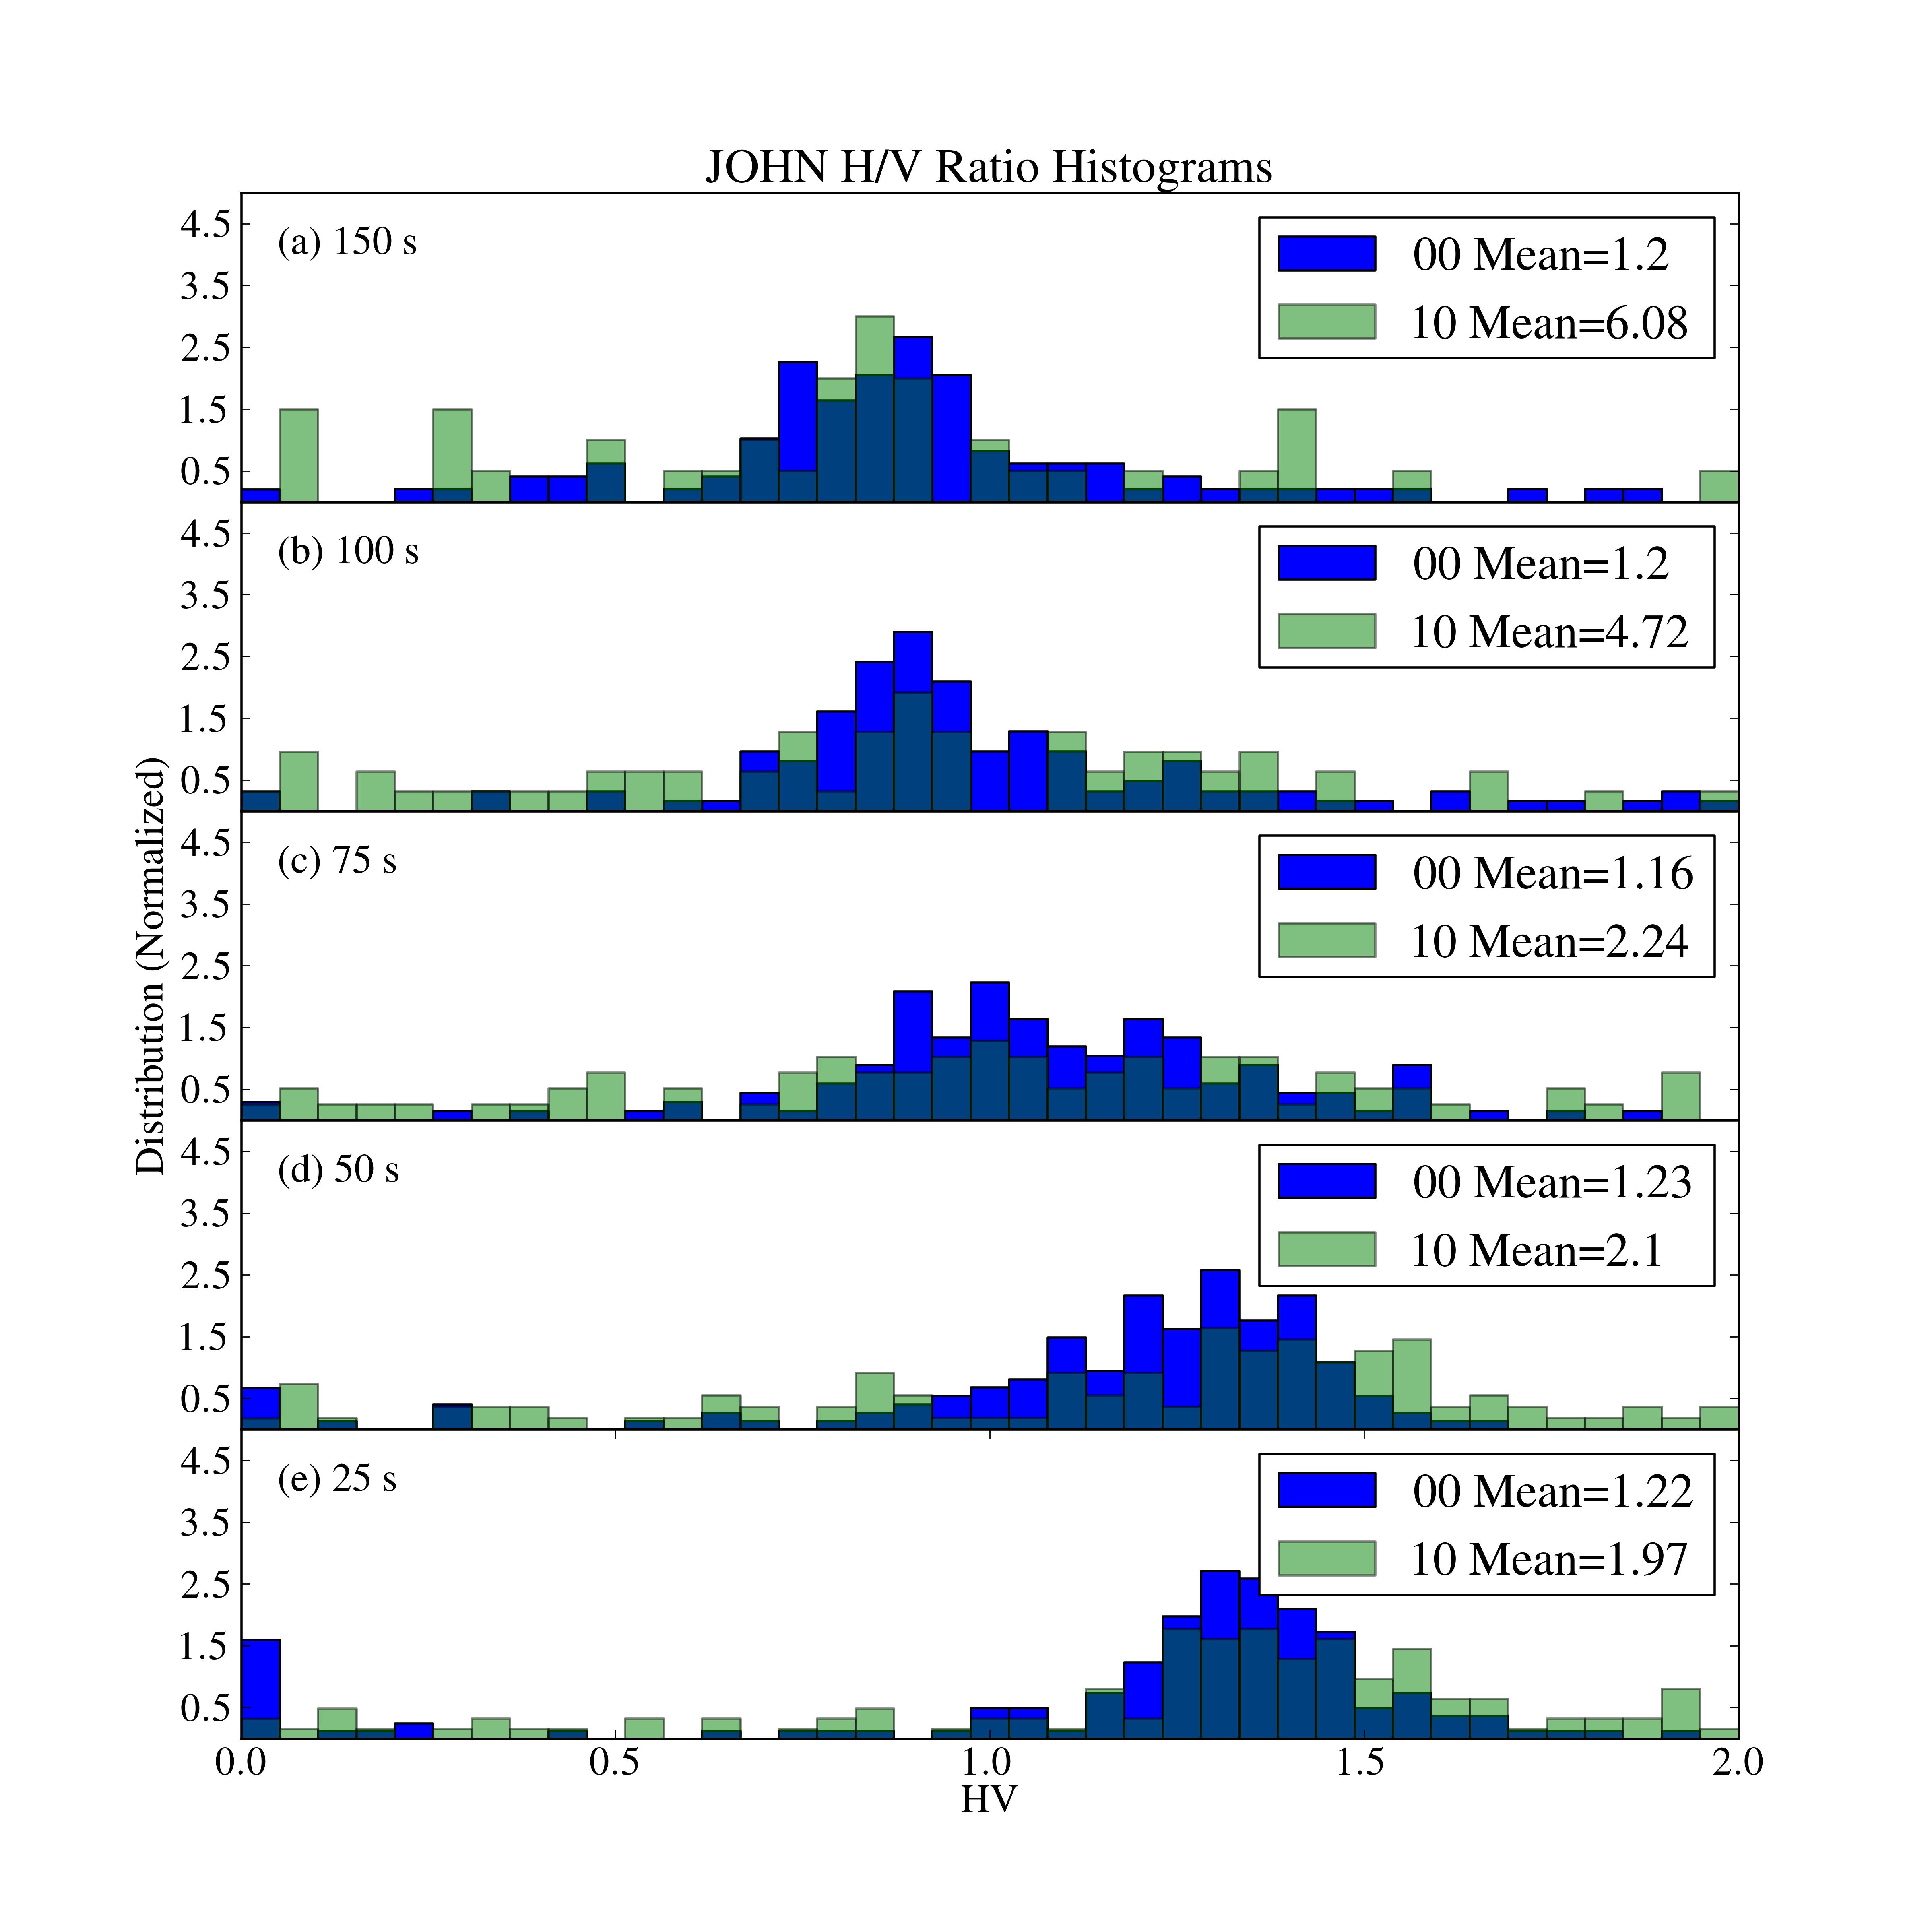 JOHN H/V Ratio Histograms
4.5
3.5
2.5
1.5
0.5
(a) 150 s
00 Mean=1.2
10 Mean=6.08
4.5
3.5
2.5
1.5
0.5
(b) 100 s
00 Mean=1.2
10 Mean=4.72
Distribution (Normalized)
4.5
3.5
2.5
1.5
0.5
(c) 75 s
00 Mean=1.16
10 Mean=2.24
4.5
3.5
2.5
1.5
0.5
(d) 50 s
00 Mean=1.23
10 Mean=2.1
4.5
3.5
2.5
1.5
0.5
(e) 25 s
00 Mean=1.22
10 Mean=1.97
0.0 0.5 1.0 1.5 2.0
HV